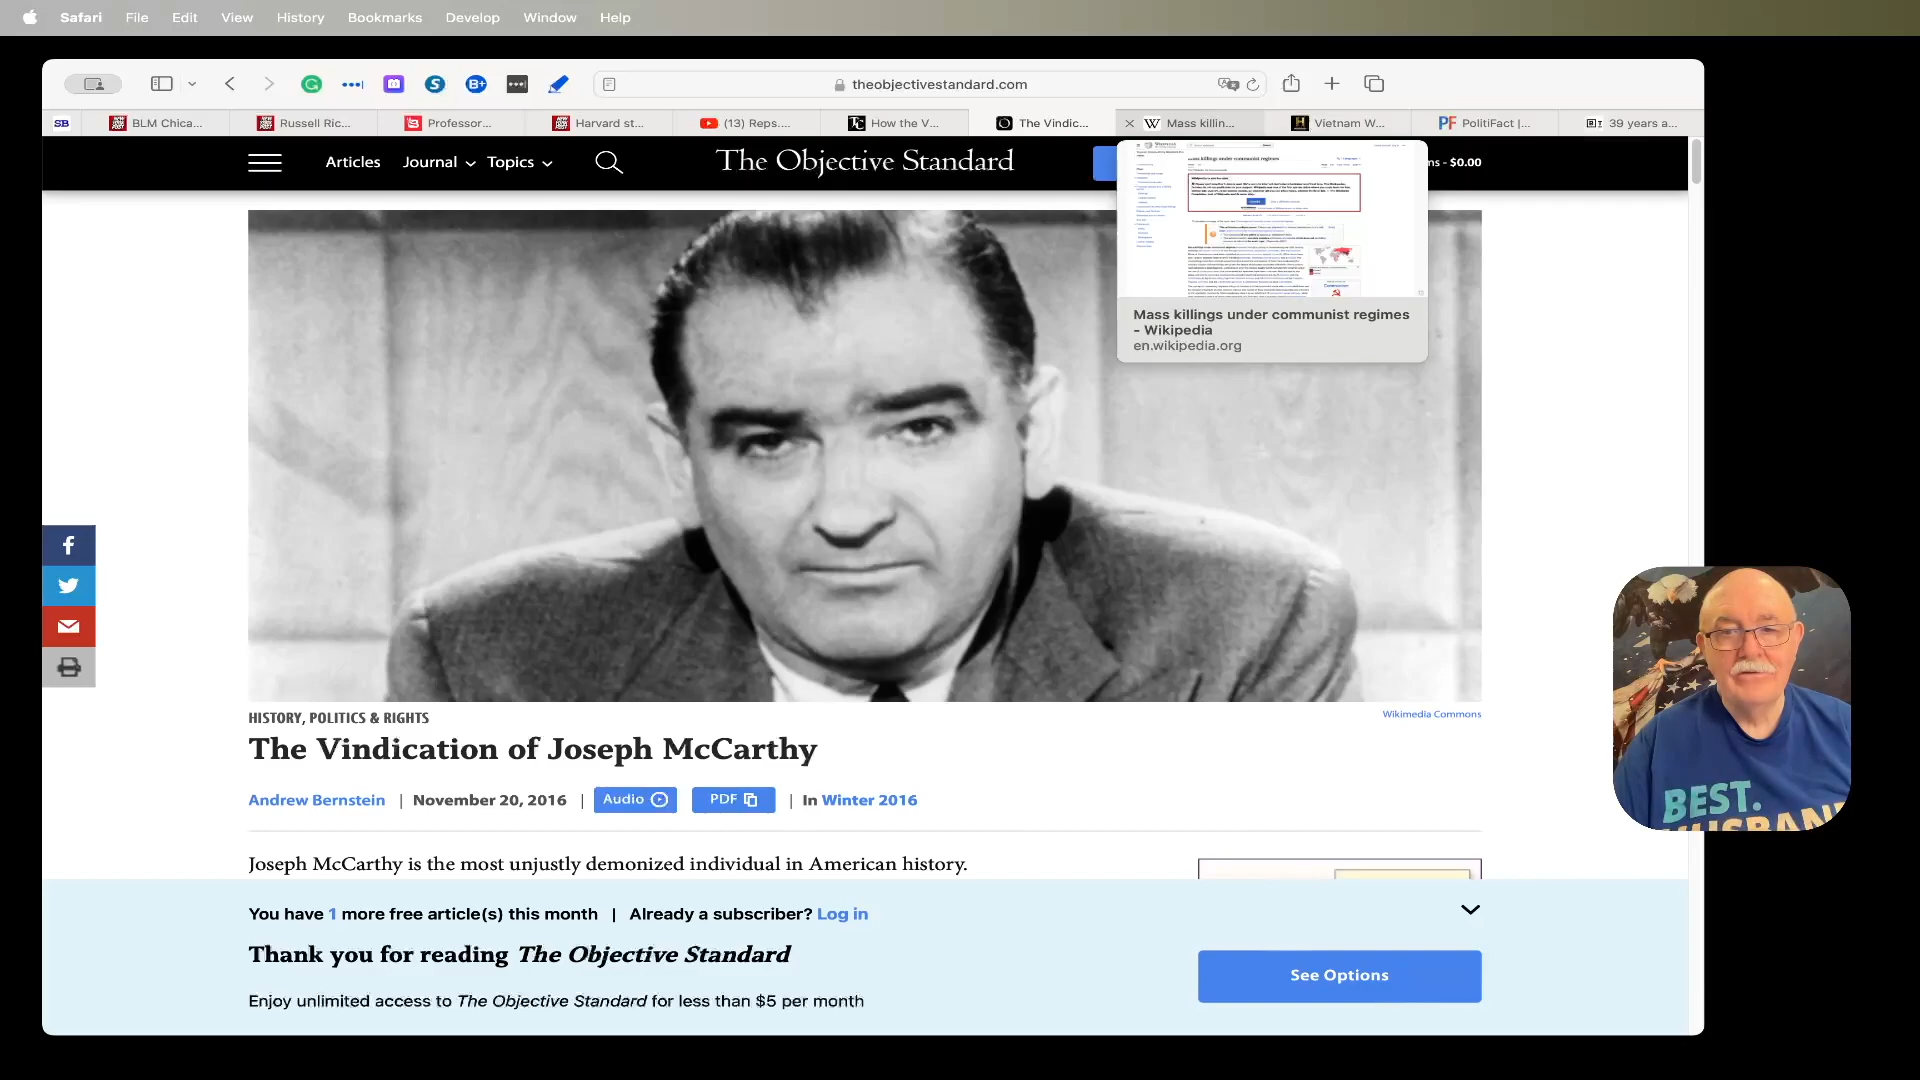 Safari File Edit View History Bookmarks Develop Window Help
theobjectivestandard.com
SB BLM Chica... Russell Ric... Professor... Harvard st... (13) Reps.... How the V... The Vindic... Mass killin... Vietnam W... PolitiFact |... 39 years a...
Articles Journal Topics The Objective Standard ms - $0.00
Mass killings under communist regimes
- Wikipedia
en.wikipedia.org
Wikimedia Commons
HISTORY, POLITICS & RIGHTS
The Vindication of Joseph McCarthy
Andrew Bernstein | November 20, 2016 | Audio PDF | In Winter 2016
Joseph McCarthy is the most unjustly demonized individual in American history.
You have 1 more free article(s) this month | Already a subscriber? Log in
Thank you for reading The Objective Standard
See Options
Enjoy unlimited access to The Objective Standard for less than $5 per month
BEST.
HUSBAN